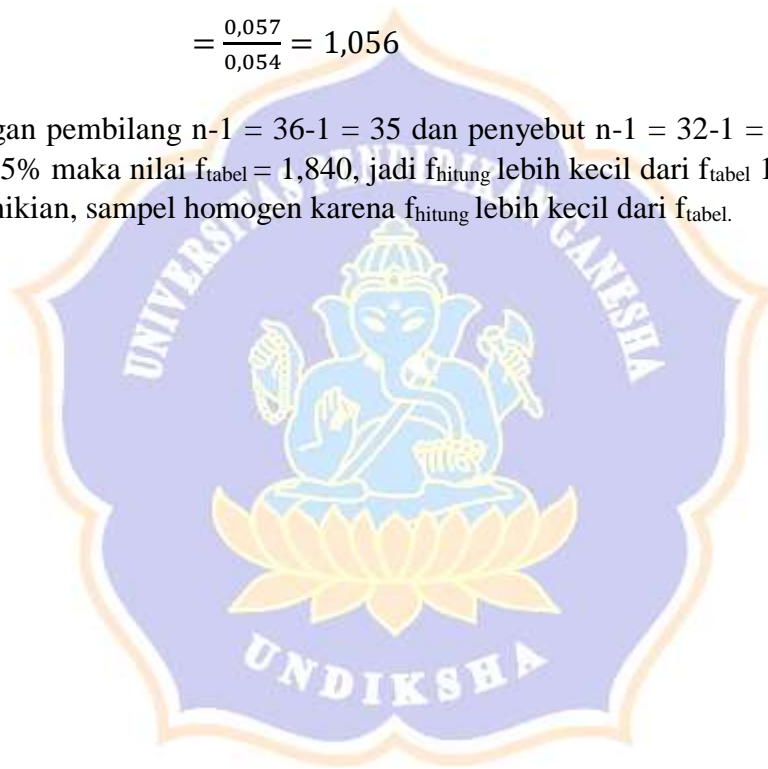 = 0,057/0,054 = 1,056
gan pembilang n-1 = 36-1 = 35 dan penyebut n-1 = 32-1 =
5% maka nilai ftabel = 1,840, jadi fhitung lebih kecil dari ftabel 1
nikian, sampel homogen karena fhitung lebih kecil dari ftabel.
UNIVERSITAS PENDIDIKAN GANESHA
UNDIKSHA